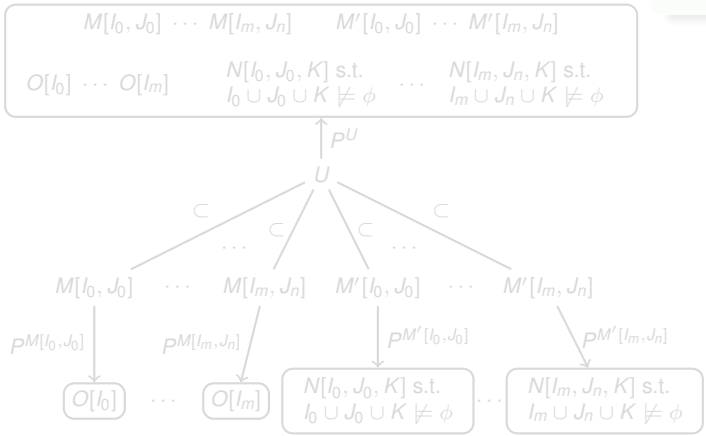 M[I₀, J₀] ⋯ M[Iₘ, Jₙ] M′[I₀, J₀] ⋯ M′[Iₘ, Jₙ]
O[I₀] ⋯ O[Iₘ] N[I₀, J₀, K] s.t. ⋯ N[Iₘ, Jₙ, K] s.t.
I₀ ∪ J₀ ∪ K ⊭ ϕ Iₘ ∪ Jₙ ∪ K ⊭ ϕ
P^U
U
⊂ ⊂ ⊂ ⊂
⋯ ⋯
M[I₀, J₀] ⋯ M[Iₘ, Jₙ] M′[I₀, J₀] ⋯ M′[Iₘ, Jₙ]
P^{M[I₀,J₀]} P^{M[Iₘ,Jₙ]} P^{M′[I₀,J₀]} P^{M′[Iₘ,Jₙ]}
O[I₀] ⋯ O[Iₘ] N[I₀, J₀, K] s.t. ⋯ N[Iₘ, Jₙ, K] s.t.
I₀ ∪ J₀ ∪ K ⊭ ϕ Iₘ ∪ Jₙ ∪ K ⊭ ϕ